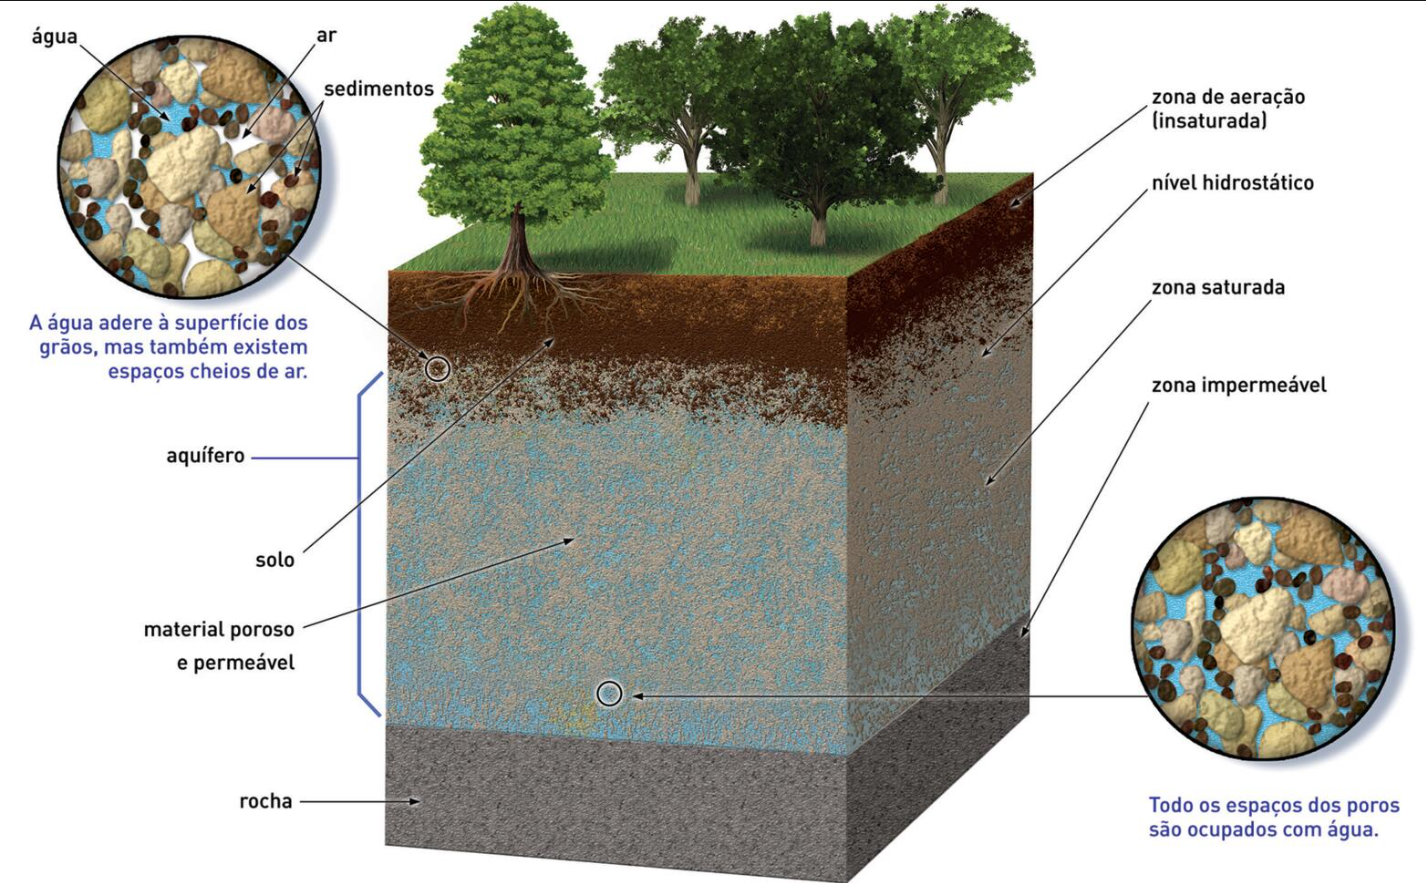 água
ar
sedimentos
A água adere à superfície dos
grãos, mas também existem
espaços cheios de ar.
aquífero
solo
material poroso
e permeável
rocha
zona de aeração
(insaturada)
nível hidrostático
zona saturada
zona impermeável
Todo os espaços dos poros
são ocupados com água.